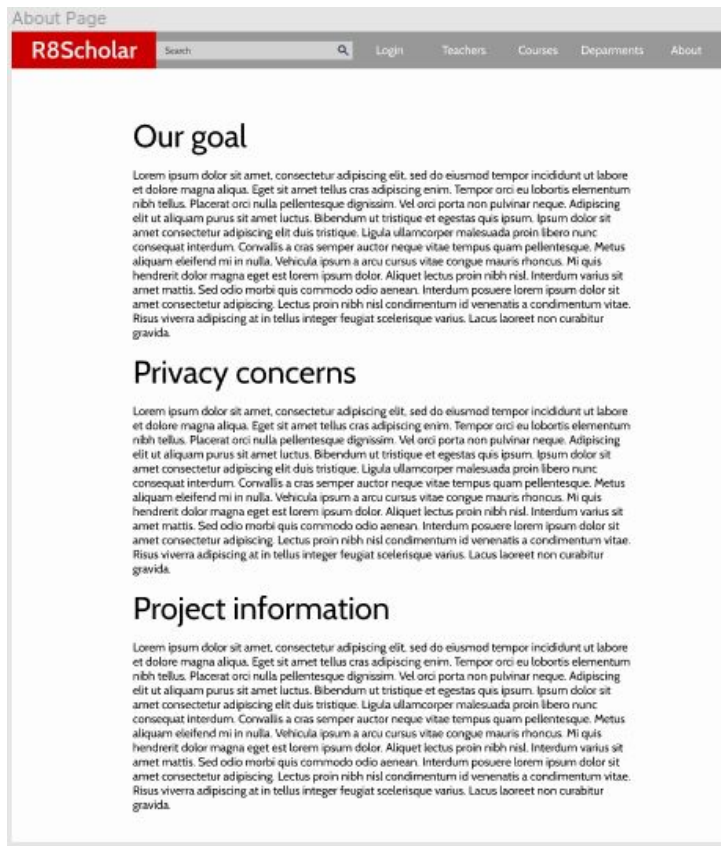 About Page
R8Scholar Search Login Teachers Courses Deparments About
Our goal
Lorem ipsum dolor sit amet, consectetur adipiscing elit, sed do eiusmod tempor incididunt ut labore
et dolore magna aliqua. Eget sit amet tellus cras adipiscing enim. Tempor orci eu lobortis elementum
nibh tellus. Placerat orci nulla pellentesque dignissim. Vel orci porta non pulvinar neque. Adipiscing
elit ut aliquam purus sit amet luctus. Bibendum ut tristique et egestas quis ipsum. Ipsum dolor sit
amet consectetur adipiscing elit duis tristique. Ligula ullamcorper malesuada proin libero nunc
consequat interdum. Convallis a cras semper auctor neque vitae tempus quam pellentesque. Metus
aliquam eleifend mi in nulla. Vehicula ipsum a arcu cursus vitae congue mauris rhoncus. Mi quis
hendrerit dolor magna eget est lorem ipsum dolor. Aliquet lectus proin nibh nisl. Interdum varius sit
amet mattis. Sed odio morbi quis commodo odio aenean. Interdum posuere lorem ipsum dolor sit
amet consectetur adipiscing. Lectus proin nibh nisl condimentum id venenatis a condimentum vitae.
Risus viverra adipiscing at in tellus integer feugiat scelerisque varius. Lacus laoreet non curabitur
gravida.
Privacy concerns
Lorem ipsum dolor sit amet, consectetur adipiscing elit, sed do eiusmod tempor incididunt ut labore
et dolore magna aliqua. Eget sit amet tellus cras adipiscing enim. Tempor orci eu lobortis elementum
nibh tellus. Placerat orci nulla pellentesque dignissim. Vel orci porta non pulvinar neque. Adipiscing
elit ut aliquam purus sit amet luctus. Bibendum ut tristique et egestas quis ipsum. Ipsum dolor sit
amet consectetur adipiscing elit duis tristique. Ligula ullamcorper malesuada proin libero nunc
consequat interdum. Convallis a cras semper auctor neque vitae tempus quam pellentesque. Metus
aliquam eleifend mi in nulla. Vehicula ipsum a arcu cursus vitae congue mauris rhoncus. Mi quis
hendrerit dolor magna eget est lorem ipsum dolor. Aliquet lectus proin nibh nisl. Interdum varius sit
amet mattis. Sed odio morbi quis commodo odio aenean. Interdum posuere lorem ipsum dolor sit
amet consectetur adipiscing. Lectus proin nibh nisl condimentum id venenatis a condimentum vitae.
Risus viverra adipiscing at in tellus integer feugiat scelerisque varius. Lacus laoreet non curabitur
gravida.
Project information
Lorem ipsum dolor sit amet, consectetur adipiscing elit, sed do eiusmod tempor incididunt ut labore
et dolore magna aliqua. Eget sit amet tellus cras adipiscing enim. Tempor orci eu lobortis elementum
nibh tellus. Placerat orci nulla pellentesque dignissim. Vel orci porta non pulvinar neque. Adipiscing
elit ut aliquam purus sit amet luctus. Bibendum ut tristique et egestas quis ipsum. Ipsum dolor sit
amet consectetur adipiscing elit duis tristique. Ligula ullamcorper malesuada proin libero nunc
consequat interdum. Convallis a cras semper auctor neque vitae tempus quam pellentesque. Metus
aliquam eleifend mi in nulla. Vehicula ipsum a arcu cursus vitae congue mauris rhoncus. Mi quis
hendrerit dolor magna eget est lorem ipsum dolor. Aliquet lectus proin nibh nisl. Interdum varius sit
amet mattis. Sed odio morbi quis commodo odio aenean. Interdum posuere lorem ipsum dolor sit
amet consectetur adipiscing. Lectus proin nibh nisl condimentum id venenatis a condimentum vitae.
Risus viverra adipiscing at in tellus integer feugiat scelerisque varius. Lacus laoreet non curabitur
gravida.